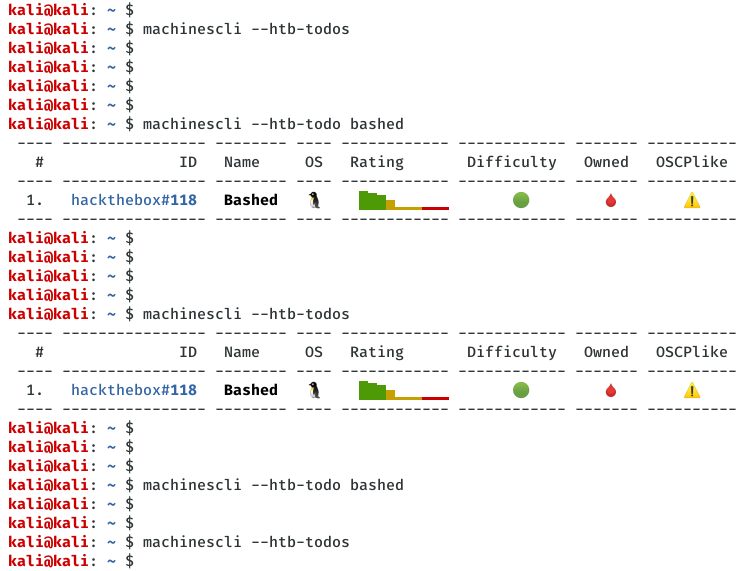 kali@kali: ~ $
kali@kali: ~ $ machinescli --htb-todos
kali@kali: ~ $
kali@kali: ~ $
kali@kali: ~ $
kali@kali: ~ $
kali@kali: ~ $ machinescli --htb-todo bashed
---- ---------------- -------- ---- ------------ ------------ ------- ----------
# ID Name OS Rating Difficulty Owned OSCPlike
---- ---------------- -------- ---- ------------ ------------ ------- ----------
1. hackthebox#118 Bashed 🐧 🟢 🩸 ⚠️
---- ---------------- -------- ---- ------------ ------------ ------- ----------
kali@kali: ~ $
kali@kali: ~ $
kali@kali: ~ $
kali@kali: ~ $
kali@kali: ~ $ machinescli --htb-todos
---- ---------------- -------- ---- ------------ ------------ ------- ----------
# ID Name OS Rating Difficulty Owned OSCPlike
---- ---------------- -------- ---- ------------ ------------ ------- ----------
1. hackthebox#118 Bashed 🐧 🟢 🩸 ⚠️
---- ---------------- -------- ---- ------------ ------------ ------- ----------
kali@kali: ~ $
kali@kali: ~ $
kali@kali: ~ $
kali@kali: ~ $ machinescli --htb-todo bashed
kali@kali: ~ $
kali@kali: ~ $
kali@kali: ~ $ machinescli --htb-todos
kali@kali: ~ $